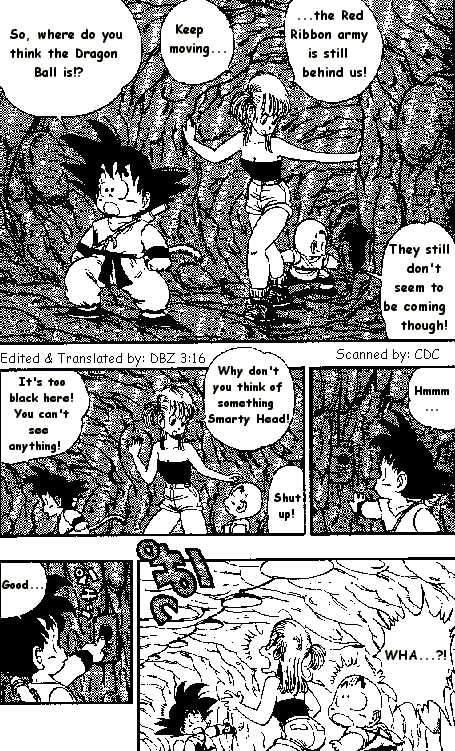 So, where do you
think the Dragon
Ball is!?
Keep
moving...
...the Red
Ribbon army
is still
behind us!
They still
don't
seem to
be coming
though!
Edited & Translated by: DBZ 3:16
Scanned by: CDC
It's too
black here!
You can't
see
anything!
Why don't
you think of
something
Smarty Head!
Shut
up!
Hmmm
...
Good...
WHA...?!